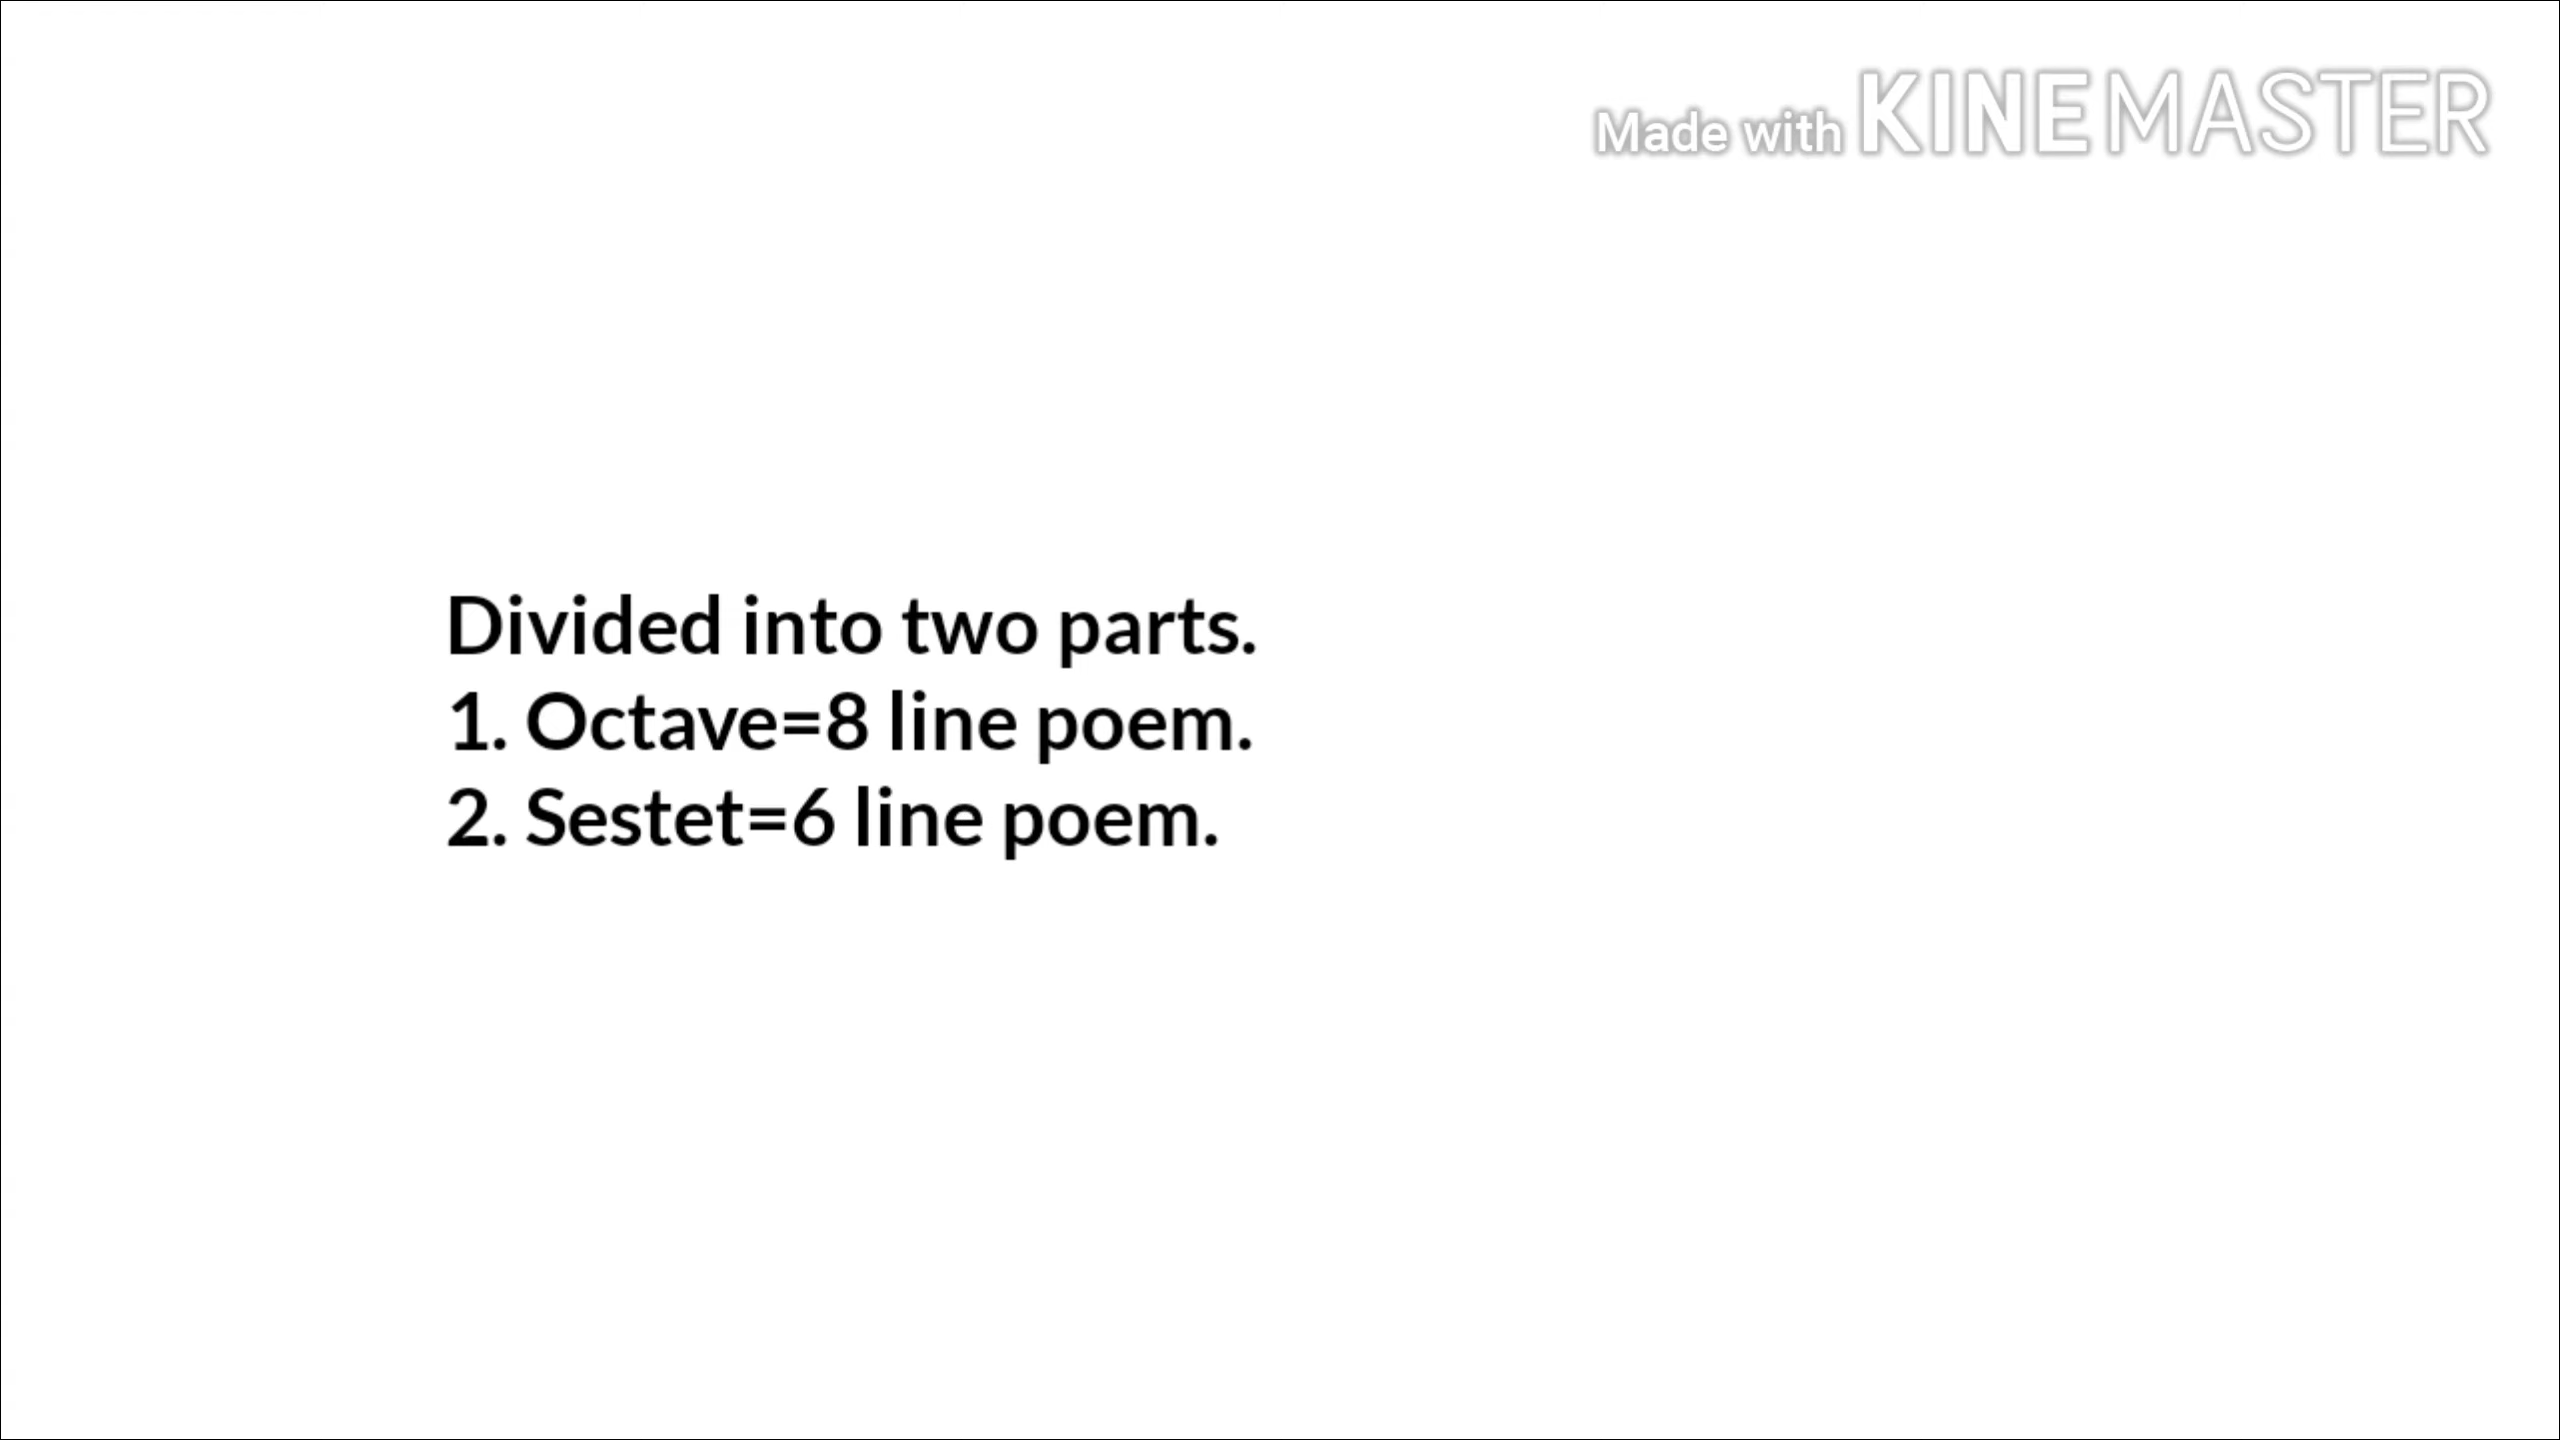 Made with KINEMASTER
Divided into two parts.
1. Octave=8 line poem.
2. Sestet=6 line poem.